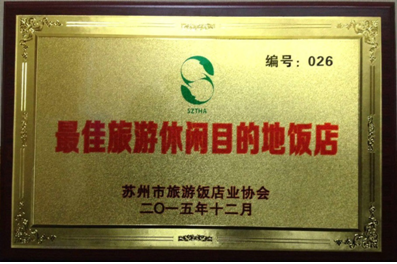 编号：026
SZTHA
最佳旅游休闲目的地饭店
苏州市旅游饭店业协会
二〇一五年十二月